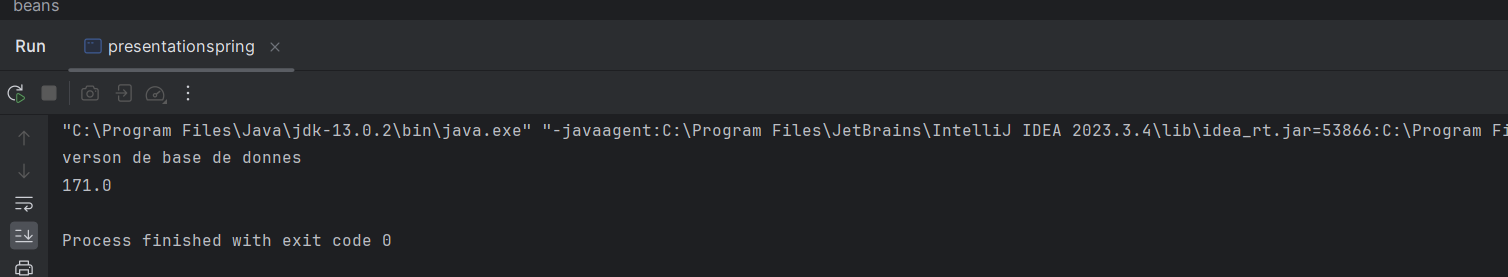 beans
Run presentationspring
"C:\Program Files\Java\jdk-13.0.2\bin\java.exe" "-javaagent:C:\Program Files\JetBrains\IntelliJ IDEA 2023.3.4\lib\idea_rt.jar=53866:C:\Program Fi
verson de base de donnes
171.0
Process finished with exit code 0